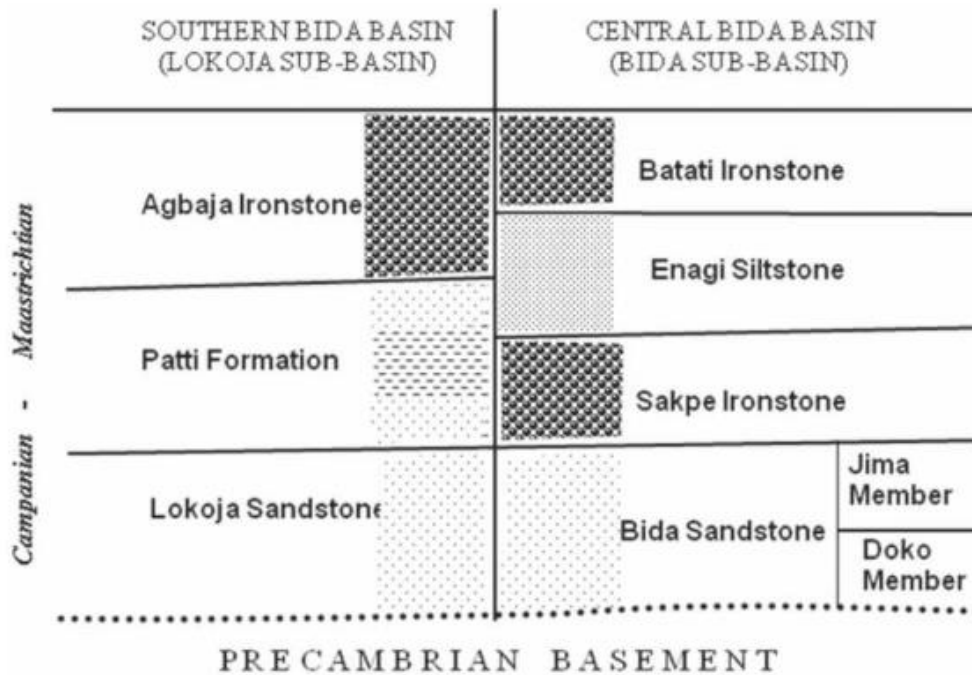 SOUTHERN BIDA BASIN
(LOKOJA SUB-BASIN)
CENTRAL BIDA BASIN
(BIDA SUB-BASIN)
Campanian - Maastrichtian
Agbaja Ironstone
Patti Formation
Lokoja Sandstone
Batati Ironstone
Enagi Siltstone
Sakpe Ironstone
Bida Sandstone
Jima
Member
Doko
Member
PRECAMBRIAN BASEMENT